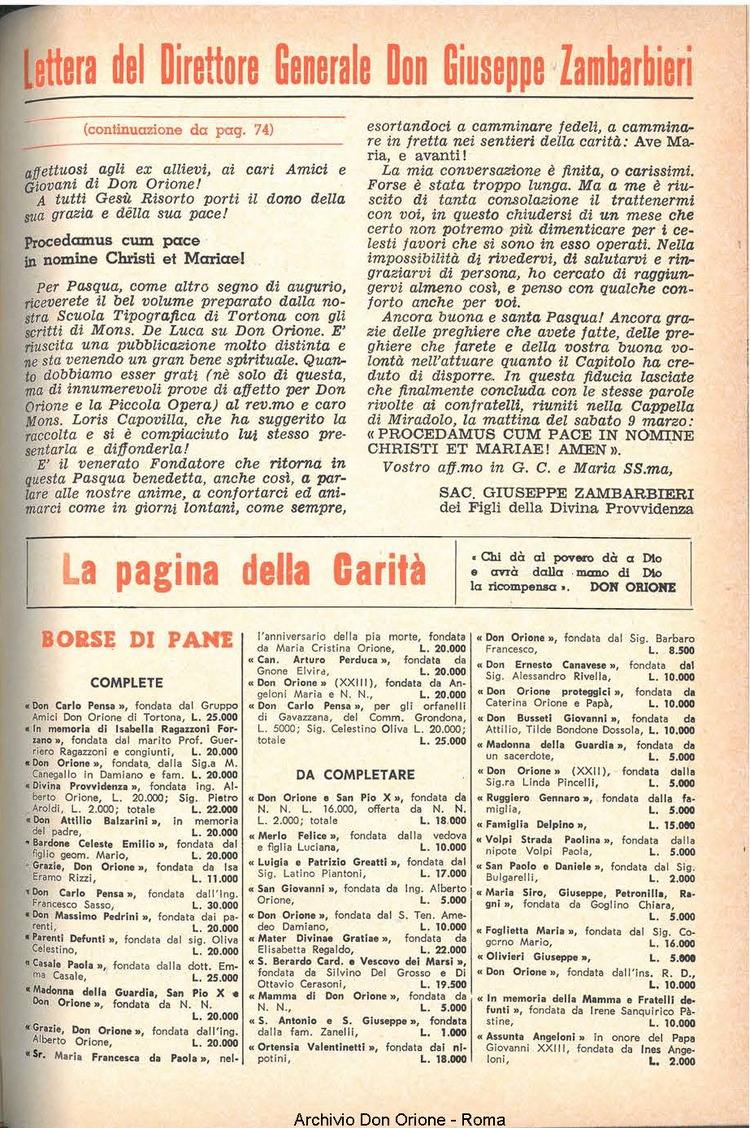 Lettera del Direttore Generale Don Giuseppe Zambarbieri
(continuazione da pag. 74)
affettuosi agli ex allievi, ai cari Amici e
Giovani di Don Orione!
A tutti Gesù Risorto porti il dono della
sua grazia e della sua pace!
Procedamus cum pace
in nomine Christi et Mariae!
Per Pasqua, come altro segno di augurio,
riceverete il bel volume preparato dalla no-
stra Scuola Tipografica di Tortona con gli
scritti di Mons. De Luca su Don Orione. E'
riuscita una pubblicazione molto distinta e
ne sta venendo un gran bene spirituale. Quan-
to dobbiamo esser grati (nè solo di questa,
ma di innumerevoli prove di affetto per Don
Orione e la Piccola Opera) al rev.mo e caro
Mons. Loris Capovilla, che ha suggerito la
raccolta e si è compiaciuto lui stesso pre-
sentarla e diffonderla!
E' il venerato Fondatore che ritorna in
questa Pasqua benedetta, anche così, a par-
lare alle nostre anime, a confortarci ed ani-
marci come in giorni lontani, come sempre,
esortandoci a camminare fedeli, a cammina-
re in fretta nei sentieri della carità: Ave Ma-
ria, e avanti!
La mia conversazione è finita, o carissimi.
Forse è stata troppo lunga. Ma a me è riu-
scito di tanta consolazione il trattenermi
con voi, in questo chiudersi di un mese che
certo non potremo più dimenticare per i ce-
lesti favori che si sono in esso operati. Nella
impossibilità di rivedervi, di salutarvi e rin-
graziarvi di persona, ho cercato di raggiun-
gervi almeno così, e penso con qualche con-
forto anche per voi.
Ancora buona e santa Pasqua! Ancora gra-
zie delle preghiere che avete fatte, delle pre-
ghiere che farete e della vostra buona vo-
lontà nell'attuare quanto il Capitolo ha cre-
duto di disporre. In questa fiducia lasciate
che finalmente concluda con le stesse parole
rivolte ai confratelli, riuniti nella Cappella
di Miradolo, la mattina del sabato 9 marzo:
« PROCEDAMUS CUM PACE IN NOMINE
CHRISTI ET MARIAE! AMEN ».
Vostro aff.mo in G. C. e Maria SS.ma,
SAC. GIUSEPPE ZAMBARBIERI
dei Figli della Divina Provvidenza
La pagina della Carità
« Chi dà al povero dà a Dio
e avrà dalla mano di Dio
la ricompensa ». DON ORIONE
BORSE DI PANE
COMPLETE
« Don Carlo Pensa », fondata dal Gruppo
Amici Don Orione di Tortona, L. 25.000
« In memoria di Isabella Ragazzoni For-
zano », fondata dal marito Prof. Guer-
riero Ragazzoni e congiunti, L. 20.000
« Don Orione », fondata dalla Sig.a M.
Canegallo in Damiano e fam. L. 20.000
« Divina Provvidenza » fondata ing. Al-
berto Orione, L. 20.000; Sig. Pietro
Aroldi, L. 2.000; totale L. 22.000
« Don Attilio Balzarini », in memoria
del padre, L. 20.000
« Bardone Celeste Emilio », fondata dal
figlio geom. Mario, L. 20.000
« Grazie, Don Orione », fondata da Isa
Eramo Rizzi, L. 11.000
« Don Carlo Pensa », fondata dall'Ing.
Francesco Sasso, L. 30.000
« Don Massimo Pedrini », fondata dai pa-
renti, L. 20.000
« Parenti Defunti », fondata dal sig. Oliva
Celestino, L. 20.000
« Casale Paola », fondata dalla dott. Em-
ma Casale, L. 25.000
« Madonna della Guardia, San Pio X e
Don Orione », fondata da N. N.
L. 20.000
« Grazie, Don Orione », fondata dall'ing.
Alberto Orione, L. 20.000
« Sr. Maria Francesca da Paola », nel-
l'anniversario della pia morte, fondata
da Maria Cristina Orione, L. 20.000
« Can. Arturo Perduca », fondata da
Gnone Elvira, L. 20.000
« Don Orione » (XXIII), fondata da An-
geloni Maria e N. N., L. 20.000
« Don Carlo Pensa », per gli orfanelli
di Gavazzana, del Comm. Grondona,
L. 5000; Sig. Celestino Oliva L. 20.000;
totale L. 25.000
DA COMPLETARE
« Don Orione e San Pio X », fondata da
N. N. L. 16.000, offerta da N. N.
L. 2.000; totale L. 18.000
« Merlo Felice », fondata dalla vedova
e figlia Luciana, L. 10.000
« Luigia e Patrizio Greatti », fondata dal
Sig. Latino Piantoni, L. 17.000
« San Giovanni », fondata da Ing. Alberto
Orione, L. 5.000
« Don Orione », fondata dal S. Ten. Ame-
deo Damiano, L. 10.000
« Mater Divinae Gratiae », fondata da
Elisabetta Regaldo, L. 22.000
« S. Berardo Card. e Vescovo dei Marsi »,
fondata da Silvino Del Grosso e Di
Ottavio Cerasoni, L. 19.500
« Mamma di Don Orione », fondata da
N. N., L. 5.000
« S. Antonio e S. Giuseppe », fondata
dalla fam. Zanelli, L. 1.000
« Ortensia Valentinetti », fondata dai ni-
potini, L. 18.000
« Don Orione », fondata dal Sig. Barbaro
Francesco, L. 8.500
« Don Ernesto Canavese », fondata dal
Sig. Alessandro Rivella, L. 10.000
« Don Orione proteggici », fondata da
Caterina Orione e Papà, L. 10.000
« Don Busseti Giovanni », fondata da
Attilio, Tilde Bondone Dossola, L. 10.000
« Madonna della Guardia », fondata da
un sacerdote, L. 5.000
« Don Orione » (XXII), fondata dalla
Sig.ra Linda Pincelli, L. 5.000
« Ruggiero Gennaro », fondata dalla fa-
miglia, L. 5.000
« Famiglia Delpino », L. 15.000
« Volpi Strada Paolina », fondata dalla
nipote Volpi Paola, L. 5.000
« San Paolo e Daniele », fondata dal Sig.
Bulgarelli, L. 2.000
« Maria Siro, Giuseppe, Petronilla, Ra-
gni », fondata da Goglino Chiara,
L. 5.000
« Foglietta Maria », fondata dal Sig. Co-
gorno Mario, L. 16.000
« Olivieri Giuseppe », L. 5.000
« Don Orione », fondata dall'ins. R. D.,
L. 10.000
« In memoria della Mamma e Fratelli de-
funti », fondata da Irene Sanquirico Pà-
stine, L. 10.000
« Assunta Angeloni » in onore del Papa
Giovanni XXIII, fondata da Ines Ange-
loni, L. 2.000
Archivio Don Orione - Roma